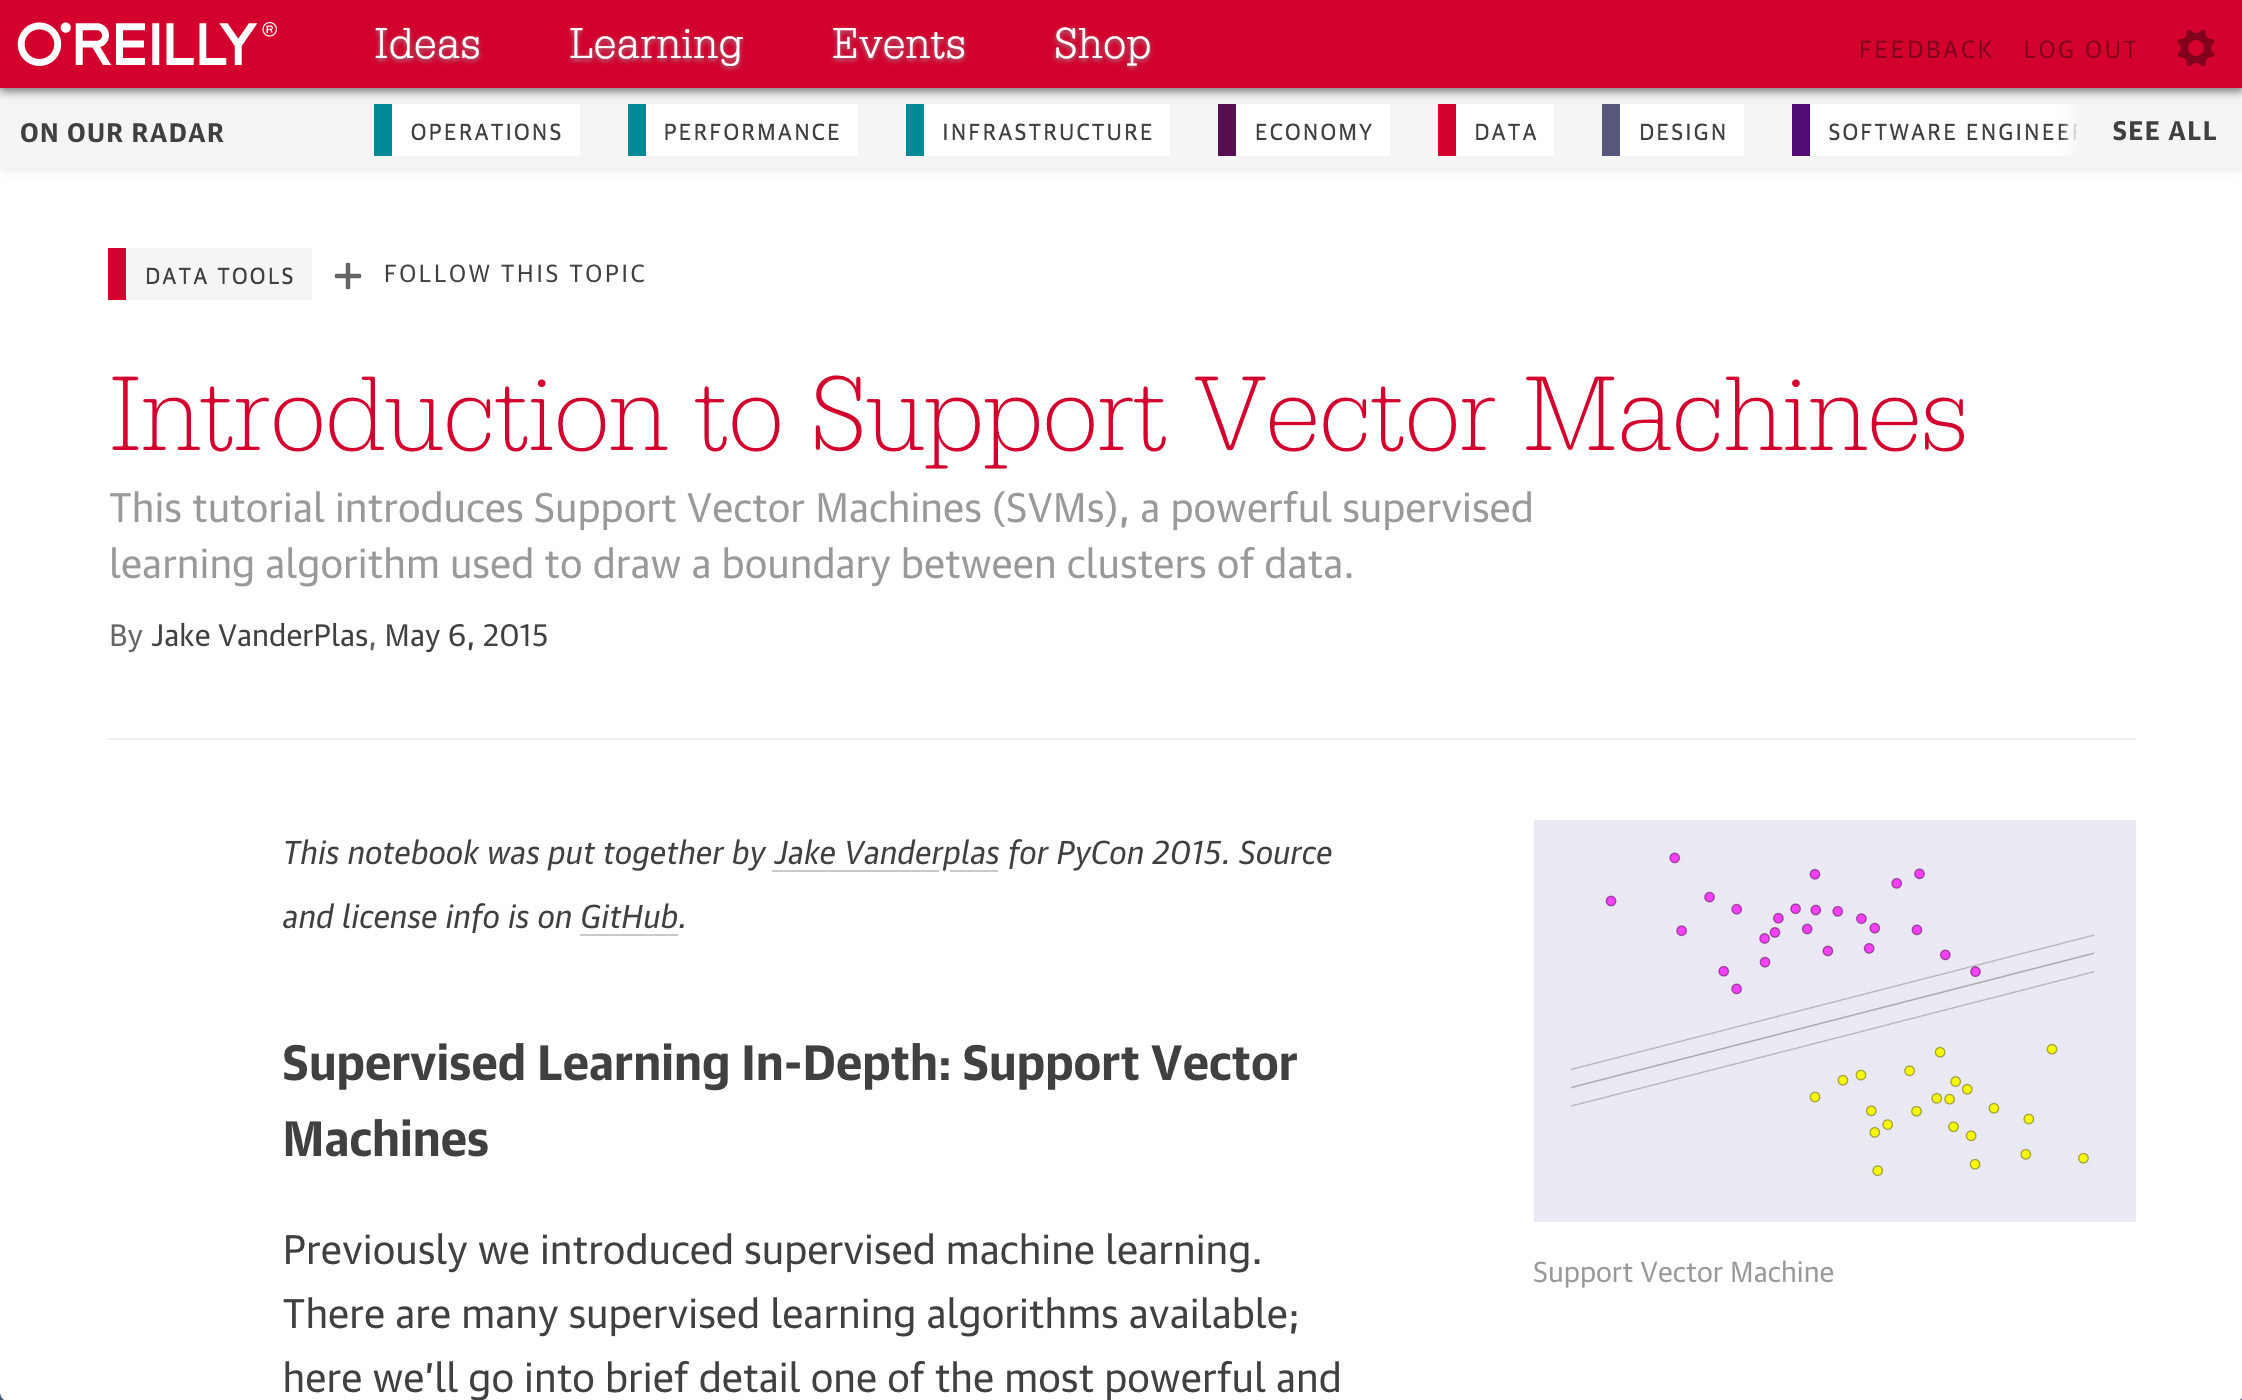 O'REILLY®
Ideas
Learning
Events
Shop
FEEDBACK
LOG OUT
ON OUR RADAR
OPERATIONS
PERFORMANCE
INFRASTRUCTURE
ECONOMY
DATA
DESIGN
SOFTWARE ENGINEE
SEE ALL
DATA TOOLS
+ FOLLOW THIS TOPIC
Introduction to Support Vector Machines
This tutorial introduces Support Vector Machines (SVMs), a powerful supervised
learning algorithm used to draw a boundary between clusters of data.
By Jake VanderPlas, May 6, 2015
This notebook was put together by Jake Vanderplas for PyCon 2015. Source
and license info is on GitHub.
Supervised Learning In-Depth: Support Vector
Machines
Previously we introduced supervised machine learning.
There are many supervised learning algorithms available;
here we'll go into brief detail one of the most powerful and
Support Vector Machine